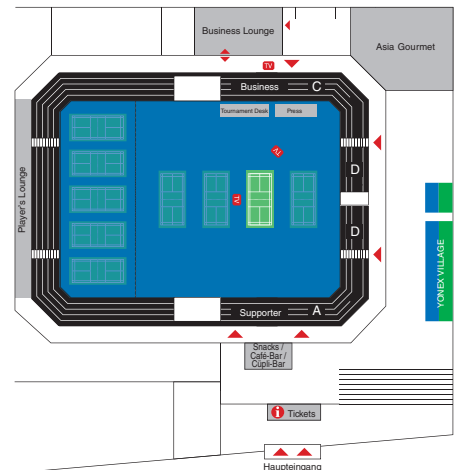 Business Lounge
Asia Gourmet
TV
Business C
Tournament Desk
Press
TV
D
Player's Lounge
TV
D
YONEX VILLAGE
Supporter A
Snacks /
Café-Bar /
Cüpli-Bar
i Tickets
Haupteingang